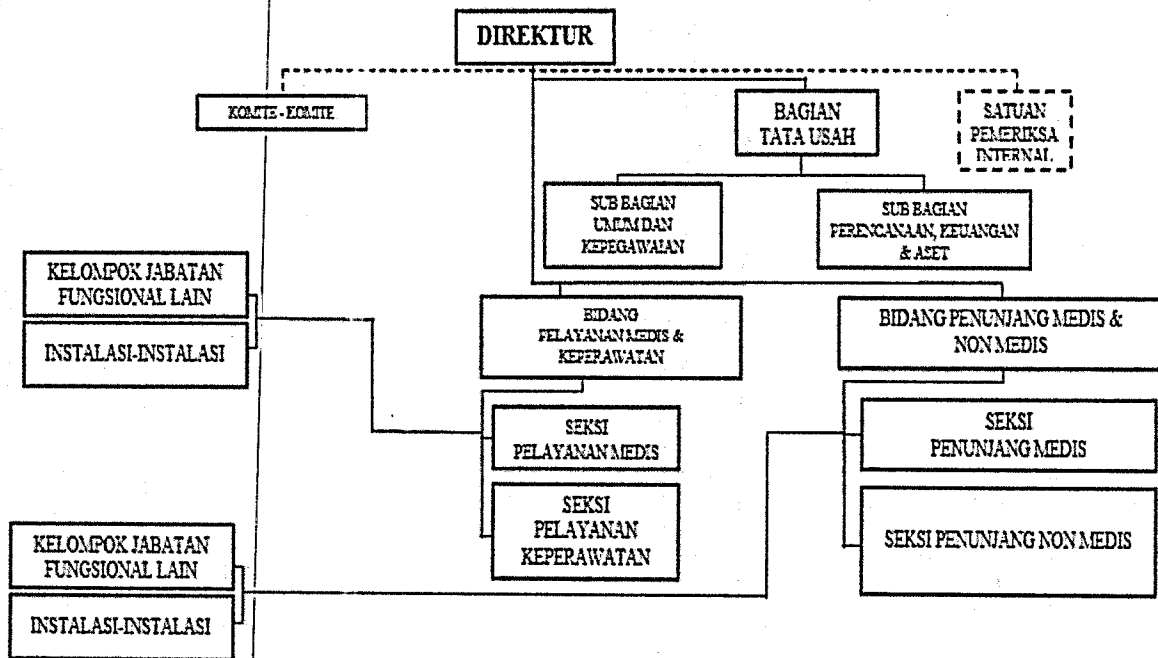 DIREKTUR
KOMITE - KOMITE
BAGIAN
TATA USAH
SATUAN
PEMERIKSA
INTERNAL
SUB BAGIAN
UMUM DAN
KEPEGAWAIAN
SUB BAGIAN
PERENCANAAN, KEUANGAN
& ASET
KELOMPOK JABATAN
FUNGSIONAL LAIN
INSTALASI-INSTALASI
BIDANG
PELAYANAN MEDIS &
KEPERAWATAN
BIDANG PENUNJANG MEDIS &
NON MEDIS
SEKSI
PELAYANAN MEDIS
SEKSI
PENUNJANG MEDIS
SEKSI
PELAYANAN
KEPERAWATAN
SEKSI PENUNJANG NON MEDIS
KELOMPOK JABATAN
FUNGSIONAL LAIN
INSTALASI-INSTALASI